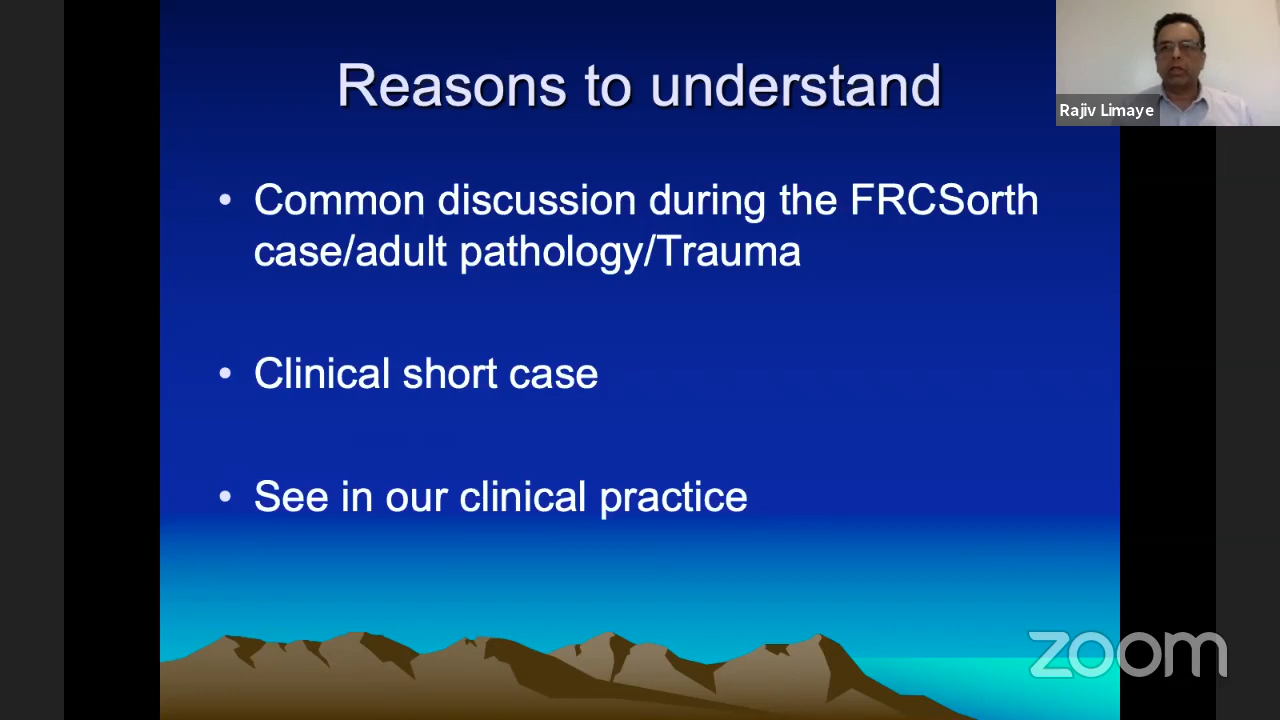 Reasons to understand
Rajiv Limaye
• Common discussion during the FRCSorth
case/adult pathology/Trauma
• Clinical short case
• See in our clinical practice
zoom